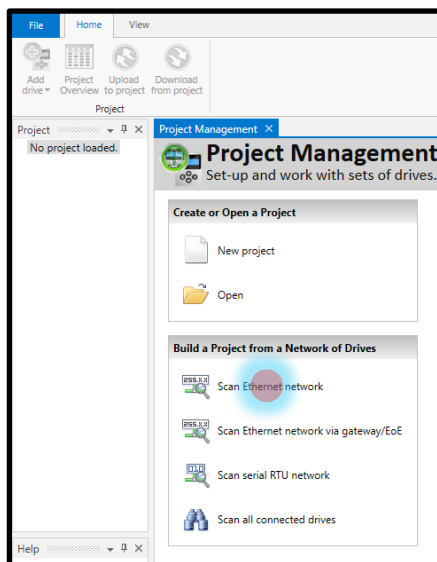 File Home View
Add drive
Project Overview
Upload to project
Download from project
Project
Project
No project loaded.
Project Management
Project Management
Set-up and work with sets of drives.
Create or Open a Project
New project
Open
Build a Project from a Network of Drives
255.X.X
Scan Ethernet network
255.X.X
Scan Ethernet network via gateway/EoE
010
Scan serial RTU network
Scan all connected drives
Help